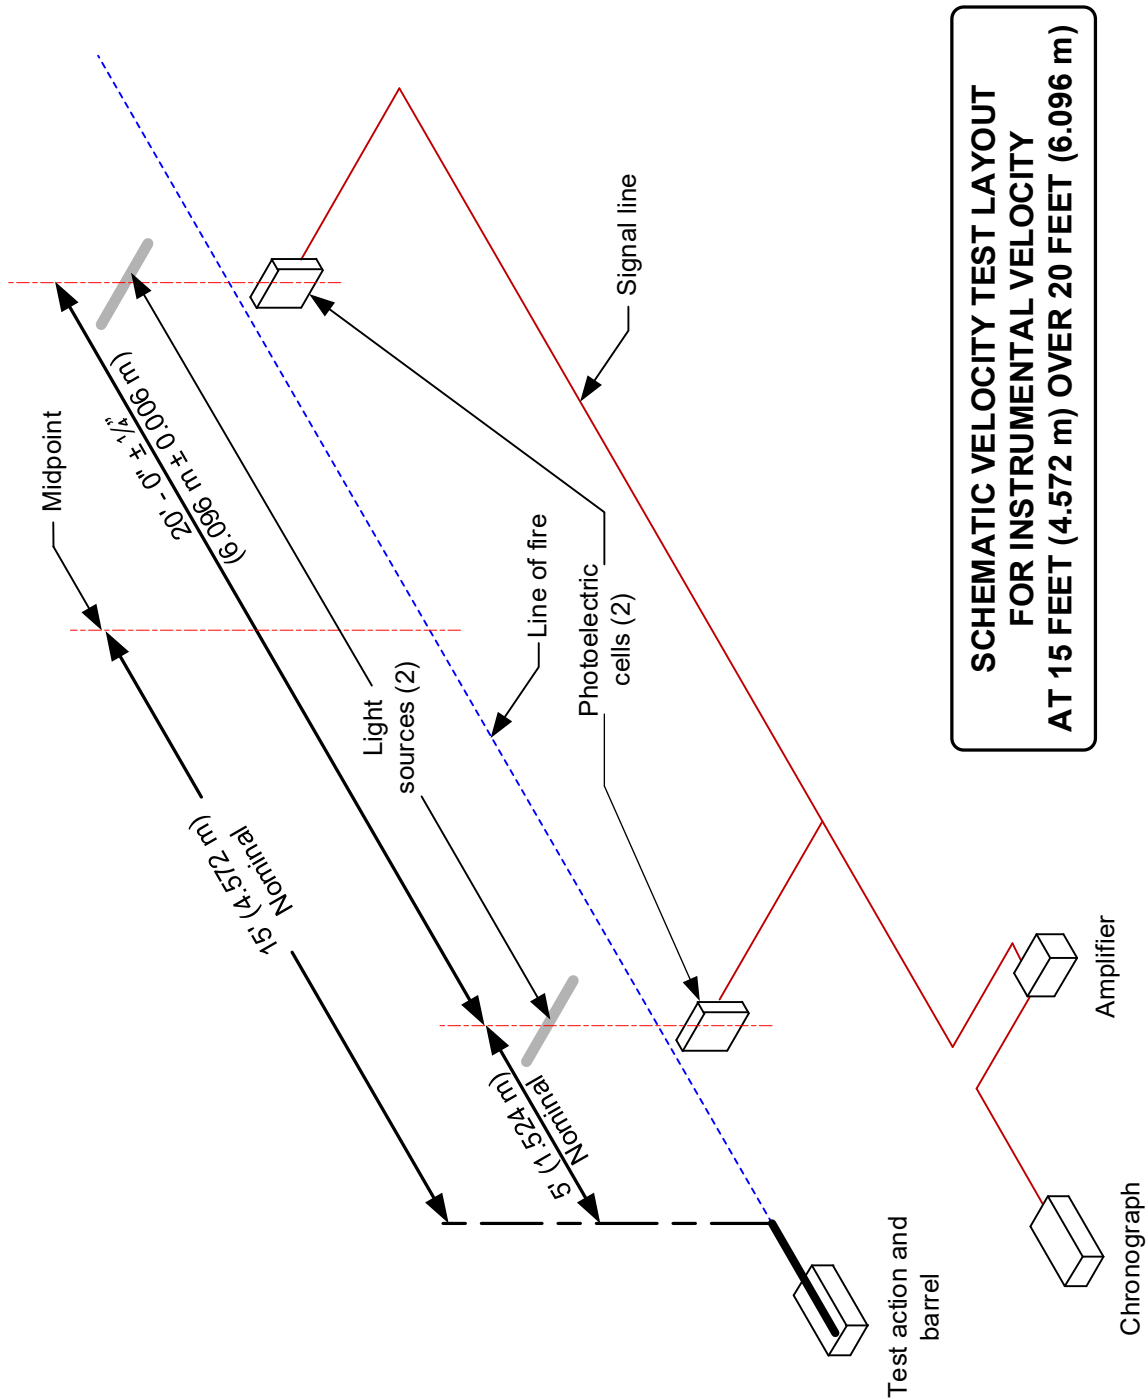 Midpoint
20' - 0" ± ¼"
(6.096 m ± 0.006 m)
15' (4.572 m)
Nominal
Light
sources (2)
5' (1.524 m)
Nominal
Line of fire
Photoelectric
cells (2)
Signal line
Test action and
barrel
Amplifier
Chronograph
SCHEMATIC VELOCITY TEST LAYOUT
FOR INSTRUMENTAL VELOCITY
AT 15 FEET (4.572 m) OVER 20 FEET (6.096 m)